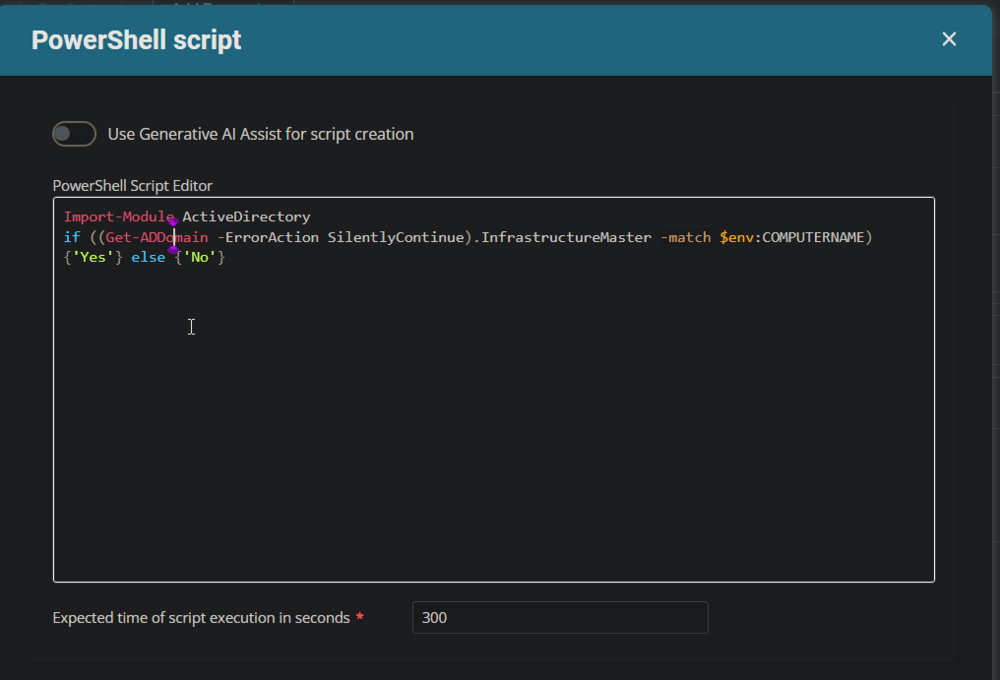 PowerShell script
Use Generative AI Assist for script creation
PowerShell Script Editor
Import-Module ActiveDirectory
if ((Get-ADDomain -ErrorAction SilentlyContinue).InfrastructureMaster -match $env:COMPUTERNAME)
{'Yes'} else {'No'}
Expected time of script execution in seconds *
300